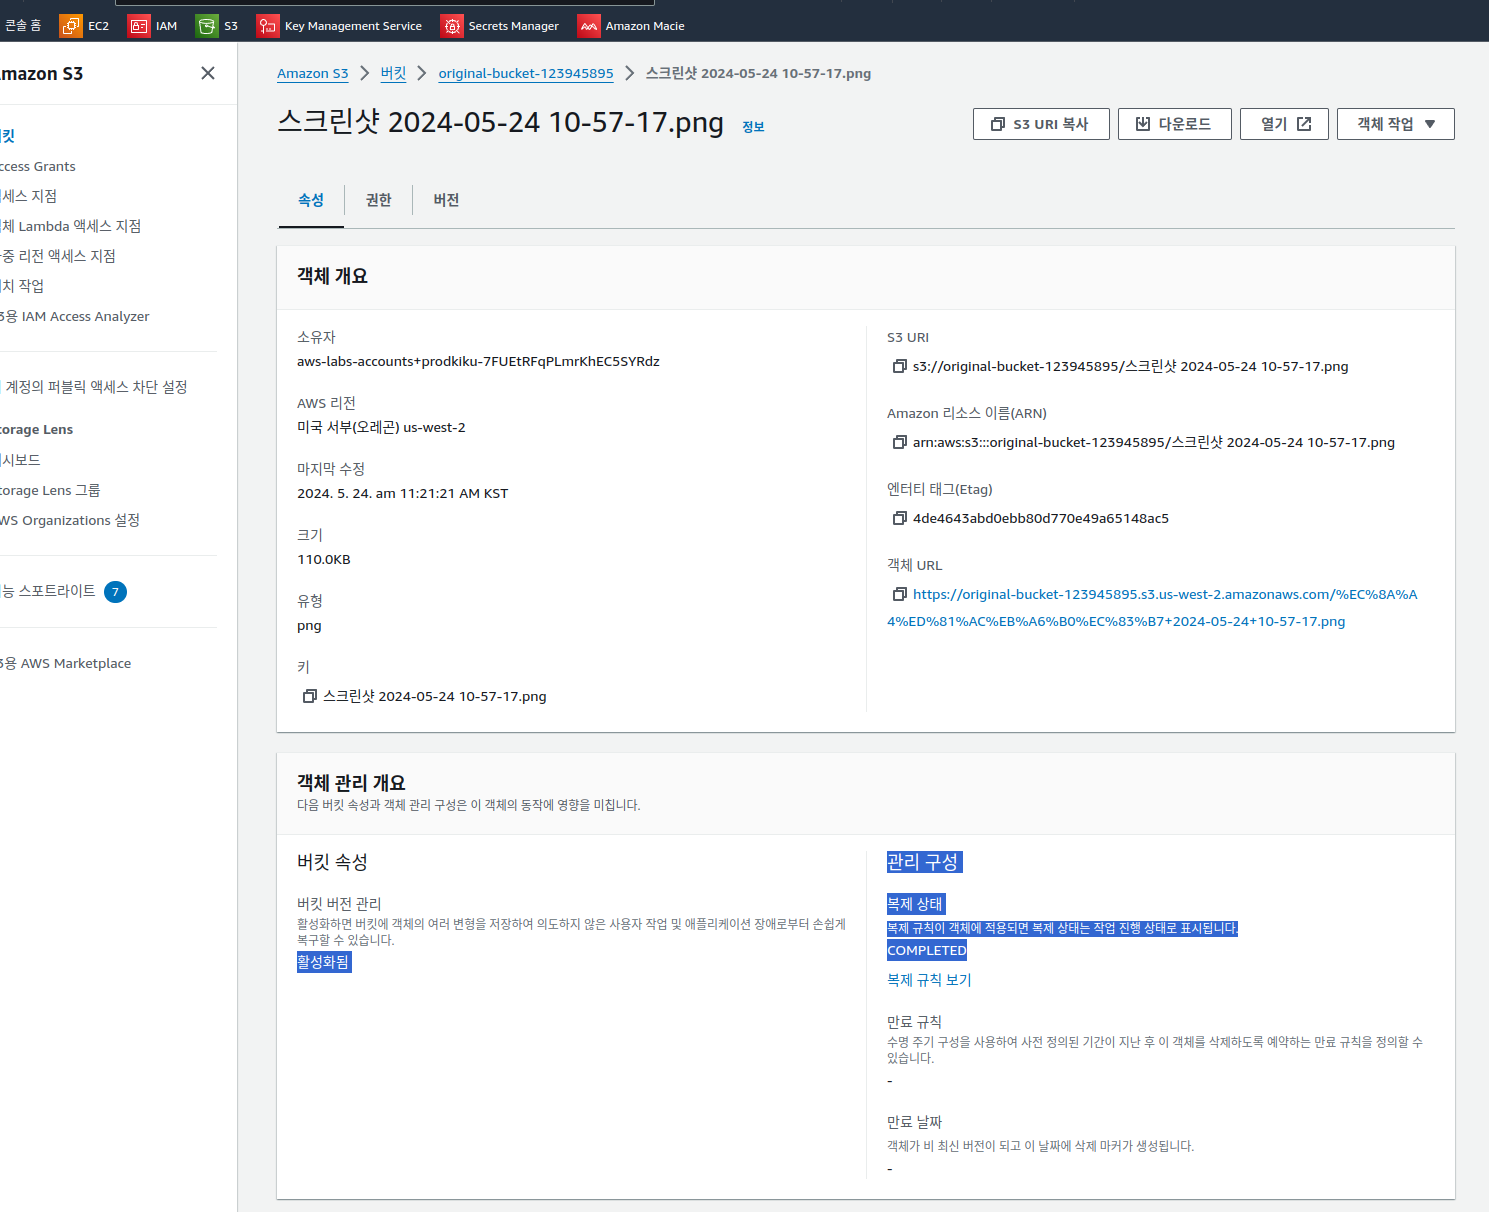 콘솔 홈
EC2
IAM
S3
Key Management Service
Secrets Manager
Amazon Macie
mazon S3
킷
ccess Grants
세스 지점
체 Lambda 액세스 지점
중 리전 액세스 지점
치 작업
3용 IAM Access Analyzer
계정의 퍼블릭 액세스 차단 설정
torage Lens
시보드
torage Lens 그룹
WS Organizations 설정
능 스포트라이트 7
3용 AWS Marketplace
Amazon S3 > 버킷 > original-bucket-123945895 > 스크린샷 2024-05-24 10-57-17.png
스크린샷 2024-05-24 10-57-17.png 정보
S3 URI 복사
다운로드
열기
객체 작업 ▼
속성
권한
버전
객체 개요
소유자
aws-labs-accounts+prodkiku-7FUEtRFqPLmrKhEC5SYRdz
AWS 리전
미국 서부(오레곤) us-west-2
마지막 수정
2024. 5. 24. am 11:21:21 AM KST
크기
110.0KB
유형
png
키
스크린샷 2024-05-24 10-57-17.png
S3 URI
s3://original-bucket-123945895/스크린샷 2024-05-24 10-57-17.png
Amazon 리소스 이름(ARN)
arn:aws:s3:::original-bucket-123945895/스크린샷 2024-05-24 10-57-17.png
엔터티 태그(Etag)
4de4643abd0ebb80d770e49a65148ac5
객체 URL
https://original-bucket-123945895.s3.us-west-2.amazonaws.com/%EC%8A%A
4%ED%81%AC%EB%A6%B0%EC%83%B7+2024-05-24+10-57-17.png
객체 관리 개요
다음 버킷 속성과 객체 관리 구성은 이 객체의 동작에 영향을 미칩니다.
버킷 속성
버킷 버전 관리
활성화하면 버킷에 객체의 여러 변형을 저장하여 의도하지 않은 사용자 작업 및 애플리케이션 장애로부터 손쉽게
복구할 수 있습니다.
활성화됨
관리 구성
복제 상태
복제 규칙이 객체에 적용되면 복제 상태는 작업 진행 상태로 표시됩니다.
COMPLETED
복제 규칙 보기
만료 규칙
수명 주기 구성을 사용하여 사전 정의된 기간이 지난 후 이 객체를 삭제하도록 예약하는 만료 규칙을 정의할 수
있습니다.
-
만료 날짜
객체가 비 최신 버전이 되고 이 날짜에 삭제 마커가 생성됩니다.
-